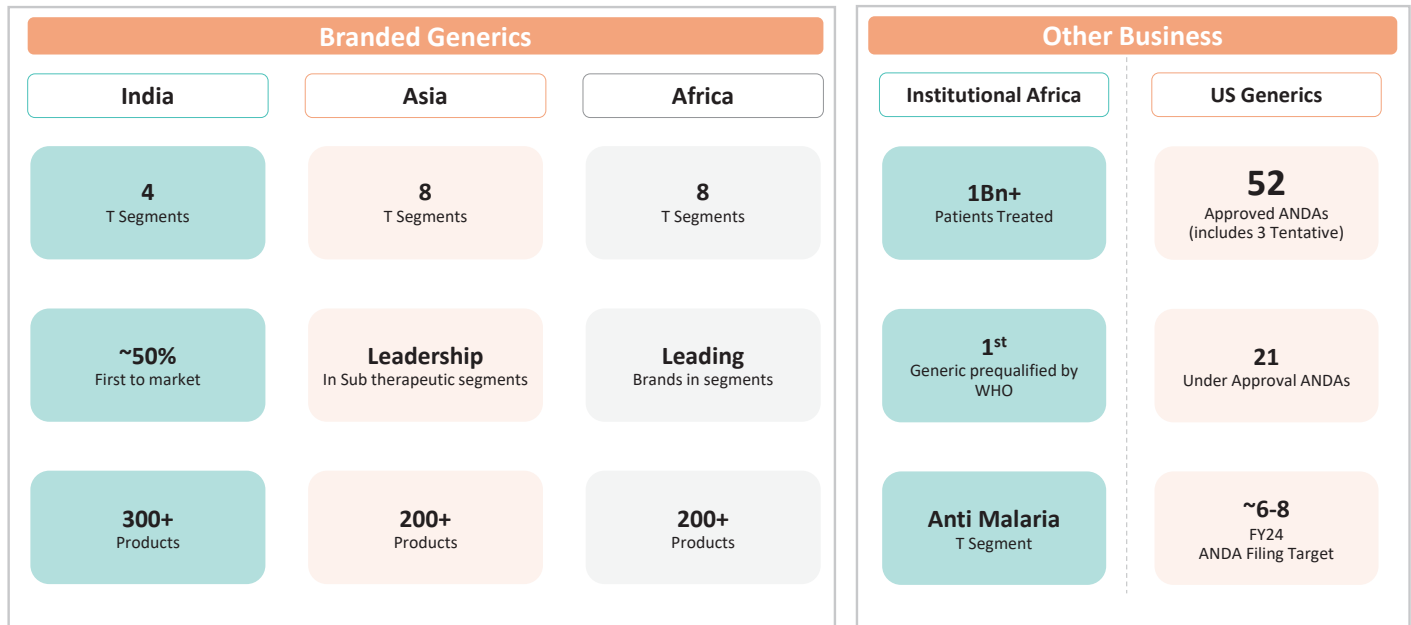 Branded Generics
India
Asia
Africa
4
T Segments
8
T Segments
8
T Segments
~50%
First to market
Leadership
In Sub therapeutic segments
Leading
Brands in segments
300+
Products
200+
Products
200+
Products
Other Business
Institutional Africa
US Generics
1Bn+
Patients Treated
52
Approved ANDAs
(includes 3 Tentative)
1st
Generic prequalified by
WHO
21
Under Approval ANDAs
Anti Malaria
T Segment
~6-8
FY24
ANDA Filing Target